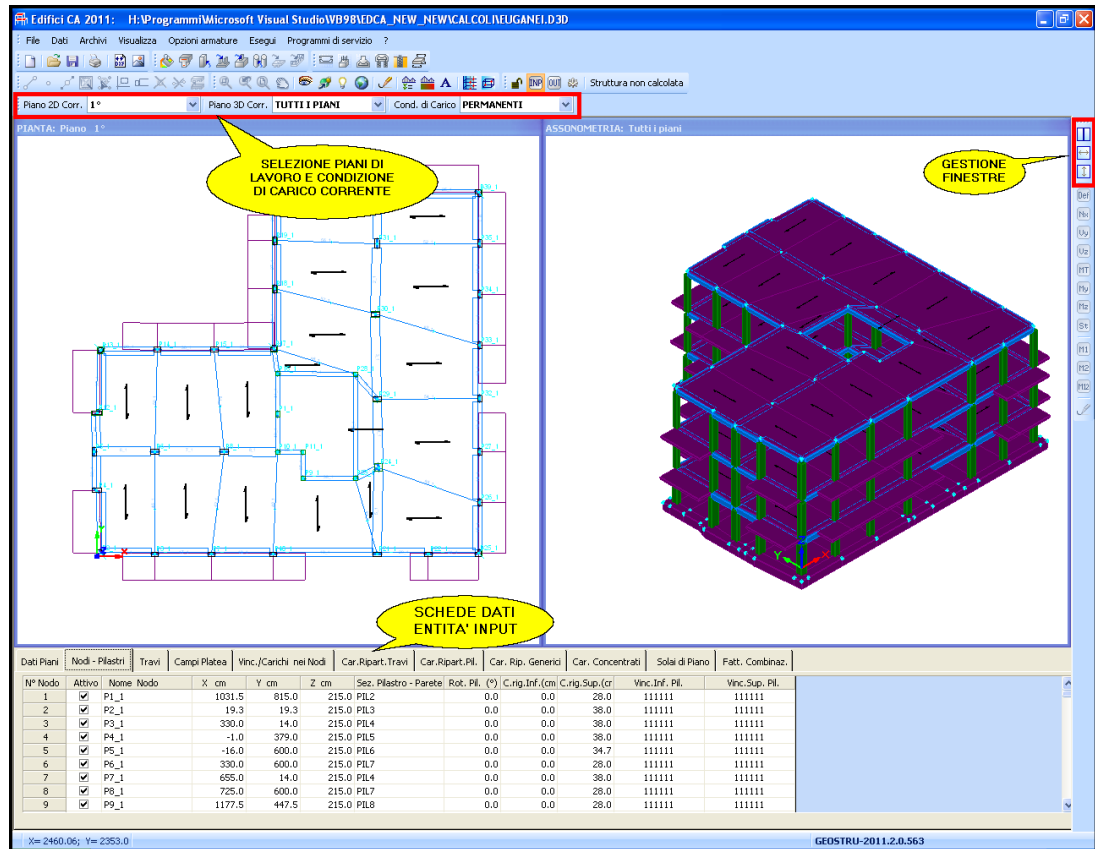 Edifici CA 2011: H:\Programmi\Microsoft Visual Studio\VB98\EDCA_NEW_NEW\CALCOLI\EUGANEI.D3D
File Dati Archivi Visualizza Opzioni armature Esegui Programmi di servizio ?
INP OUT Struttura non calcolata
Piano 2D Corr. 1° Piano 3D Corr. TUTTI I PIANI Cond. di Carico PERMANENTI
PIANTA: Piano 1°
ASSONOMETRIA: Tutti i piani
SELEZIONE PIANI DI
LAVORO E CONDIZIONE
DI CARICO CORRENTE
GESTIONE
FINESTRE
Def
Nx
Vy
Vz
MT
My
Mz
St
M1
M2
M12
X
Y
X
SCHEDE DATI
ENTITA' INPUT
Dati Piani Nodi - Pilastri Travi Campi Platea Vinc./Carichi nei Nodi Car.Ripart.Travi Car.Ripart.Pil. Car. Rip. Generici Car. Concentrati Solai di Piano Fatt. Combinaz.
N° Nodo Attivo Nome Nodo X cm Y cm Z cm Sez. Pilastro - Parete Rot. Pil. (°) C.rig.Inf.(cm C.rig.Sup.(cr Vinc.Inf. Pil. Vinc.Sup. Pil.
1 P1_1 1031.5 815.0 215.0 PIL2 0.0 0.0 28.0 111111 111111
2 P2_1 19.3 19.3 215.0 PIL3 0.0 0.0 38.0 111111 111111
3 P3_1 330.0 14.0 215.0 PIL4 0.0 0.0 38.0 111111 111111
4 P4_1 -1.0 379.0 215.0 PIL5 0.0 0.0 38.0 111111 111111
5 P5_1 -16.0 600.0 215.0 PIL6 0.0 0.0 34.7 111111 111111
6 P6_1 330.0 600.0 215.0 PIL7 0.0 0.0 28.0 111111 111111
7 P7_1 655.0 14.0 215.0 PIL4 0.0 0.0 38.0 111111 111111
8 P8_1 725.0 600.0 215.0 PIL7 0.0 0.0 28.0 111111 111111
9 P9_1 1177.5 447.5 215.0 PIL8 0.0 0.0 28.0 111111 111111
X= 2460.06; Y= 2353.0
GEOSTRU-2011.2.0.563